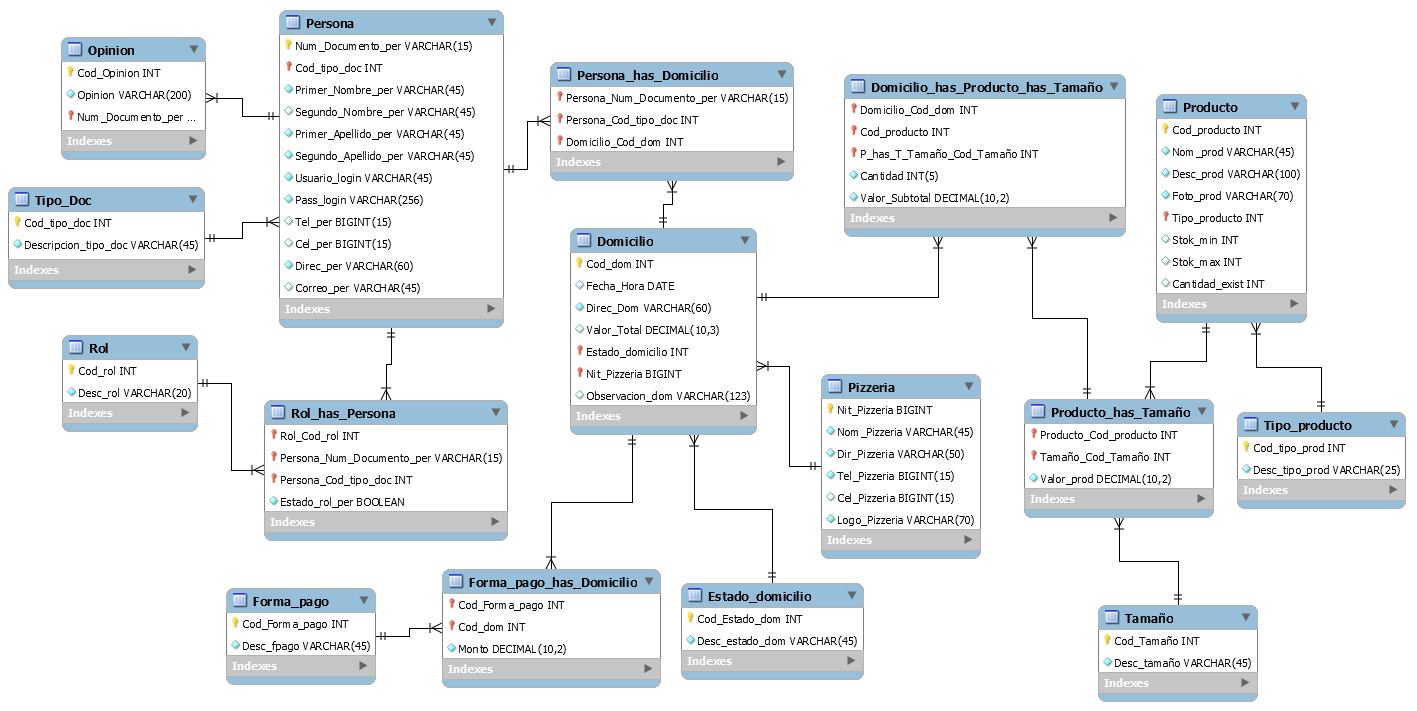 Opinion
Cod_Opinion INT
Opinion VARCHAR(200)
Num_Documento_per ...
Indexes
Tipo_Doc
Cod_tipo_doc INT
Descripcion_tipo_doc VARCHAR(45)
Indexes
Rol
Cod_rol INT
Desc_rol VARCHAR(20)
Indexes
Persona
Num_Documento_per VARCHAR(15)
Cod_tipo_doc INT
Primer_Nombre_per VARCHAR(45)
Segundo_Nombre_per VARCHAR(45)
Primer_Apellido_per VARCHAR(45)
Segundo_Apellido_per VARCHAR(45)
Usuario_login VARCHAR(45)
Pass_login VARCHAR(256)
Tel_per BIGINT(15)
Cel_per BIGINT(15)
Direc_per VARCHAR(60)
Correo_per VARCHAR(45)
Indexes
Rol_has_Persona
Rol_Cod_rol INT
Persona_Num_Documento_per VARCHAR(15)
Persona_Cod_tipo_doc INT
Estado_rol_per BOOLEAN
Indexes
Forma_pago
Cod_Forma_pago INT
Desc_fpago VARCHAR(45)
Indexes
Persona_has_Domicilio
Persona_Num_Documento_per VARCHAR(15)
Persona_Cod_tipo_doc INT
Domicilio_Cod_dom INT
Indexes
Domicilio
Cod_dom INT
Fecha_Hora DATE
Direc_Dom VARCHAR(60)
Valor_Total DECIMAL(10,3)
Estado_domicilio INT
Nit_Pizzeria BIGINT
Observacion_dom VARCHAR(123)
Indexes
Forma_pago_has_Domicilio
Cod_Forma_pago INT
Cod_dom INT
Monto DECIMAL(10,2)
Indexes
Estado_domicilio
Cod_Estado_dom INT
Desc_estado_dom VARCHAR(45)
Indexes
Domicilio_has_Producto_has_Tamaño
Domicilio_Cod_dom INT
Cod_producto INT
P_has_T_Tamaño_Cod_Tamaño INT
Cantidad INT(5)
Valor_Subtotal DECIMAL(10,2)
Indexes
Pizzeria
Nit_Pizzeria BIGINT
Nom_Pizzeria VARCHAR(45)
Dir_Pizzeria VARCHAR(50)
Tel_Pizzeria BIGINT(15)
Cel_Pizzeria BIGINT(15)
Logo_Pizzeria VARCHAR(70)
Indexes
Producto
Cod_producto INT
Nom_prod VARCHAR(45)
Desc_prod VARCHAR(100)
Foto_prod VARCHAR(70)
Tipo_producto INT
Stok_min INT
Stok_max INT
Cantidad_exist INT
Indexes
Producto_has_Tamaño
Producto_Cod_producto INT
Tamaño_Cod_Tamaño INT
Valor_prod DECIMAL(10,2)
Indexes
Tipo_producto
Cod_tipo_prod INT
Desc_tipo_prod VARCHAR(25)
Indexes
Tamaño
Cod_Tamaño INT
Desc_tamaño VARCHAR(45)
Indexes